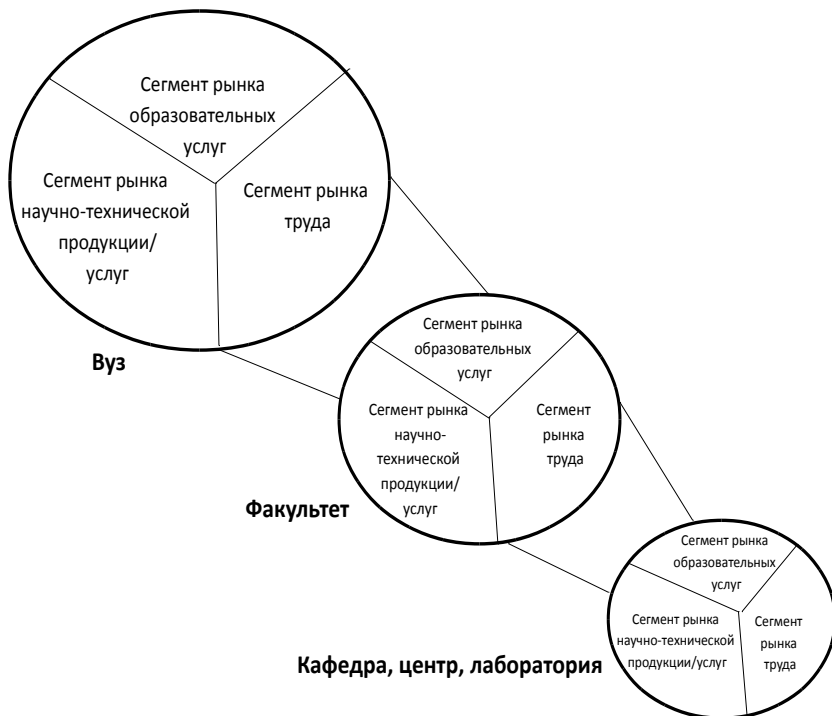 Сегмент рынка
образовательных
услуг
Сегмент рынка
научно-технической
продукции/
услуг
Сегмент рынка
труда
Вуз
Сегмент рынка
образовательных
услуг
Сегмент рынка
научно-
технической
продукции/
услуг
Сегмент
рынка
труда
Факультет
Сегмент рынка
образовательных
услуг
Сегмент рынка
научно-технической
продукции/услуг
Сегмент
рынка
труда
Кафедра, центр, лаборатория